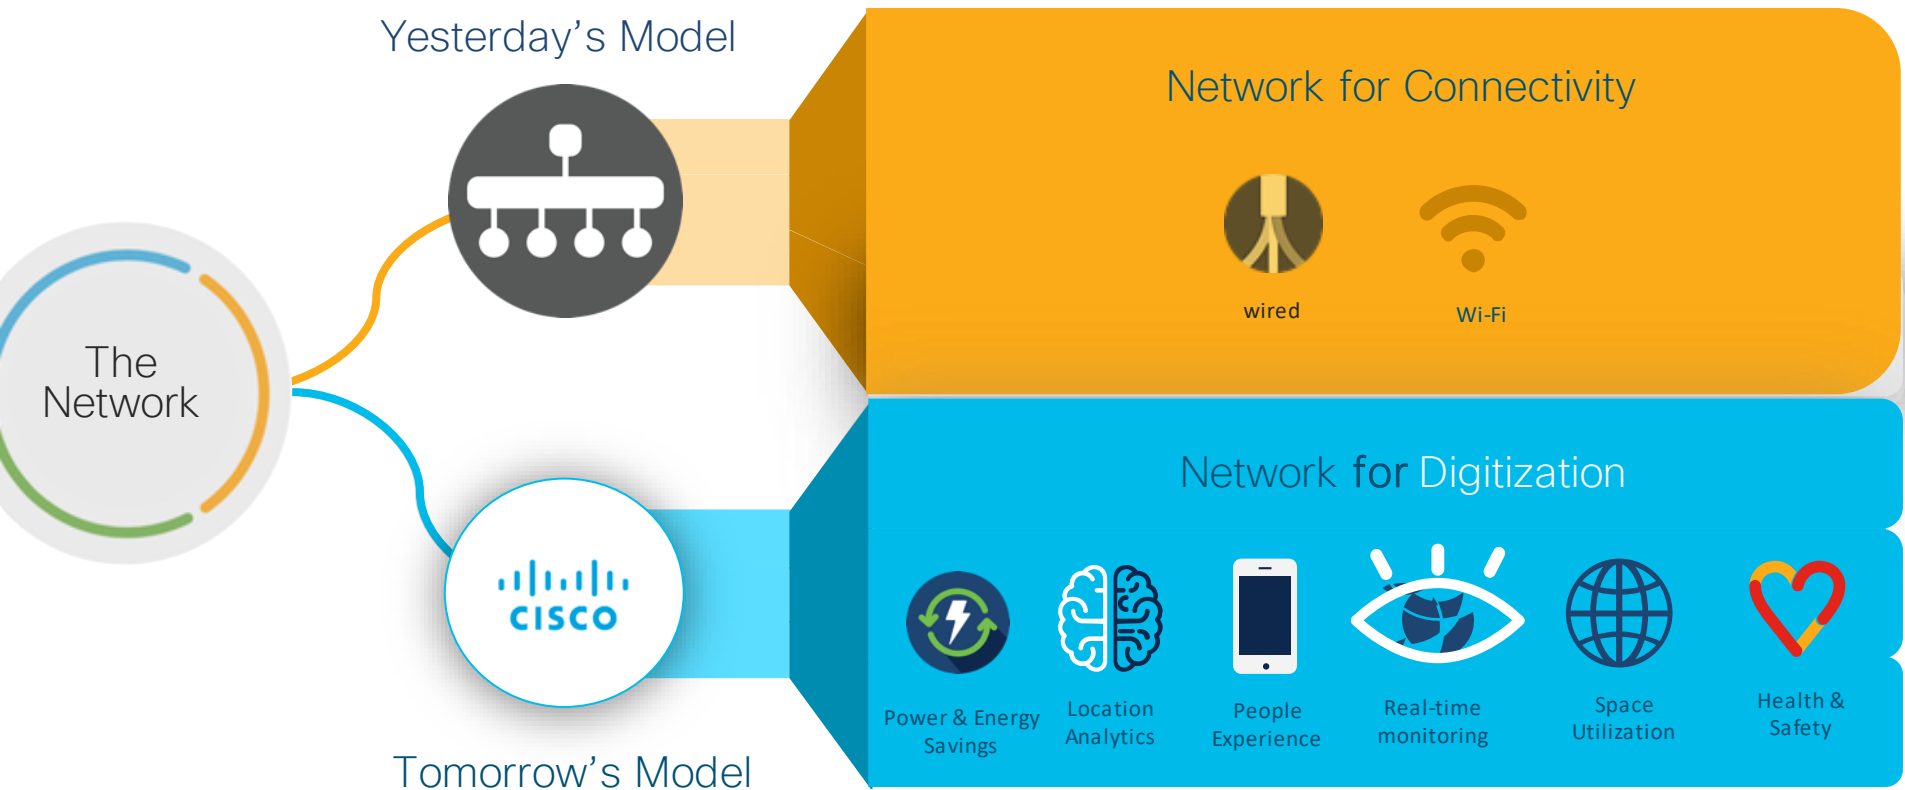 Yesterday's Model
Network for Connectivity
wired
Wi-Fi
The
Network
Network for Digitization
CISCO
Power & Energy
Savings
Location
Analytics
People
Experience
Real-time
monitoring
Space
Utilization
Health &
Safety
Tomorrow's Model